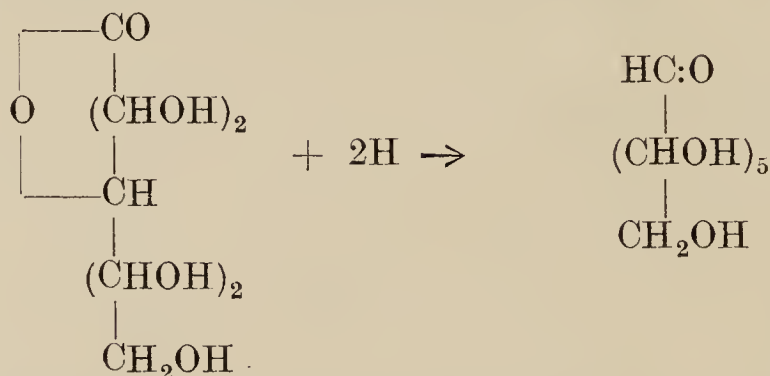 CO
O (CHOH)₂
CH
(CHOH)₂
CH₂OH
+ 2H →
HC:O
(CHOH)₅
CH₂OH